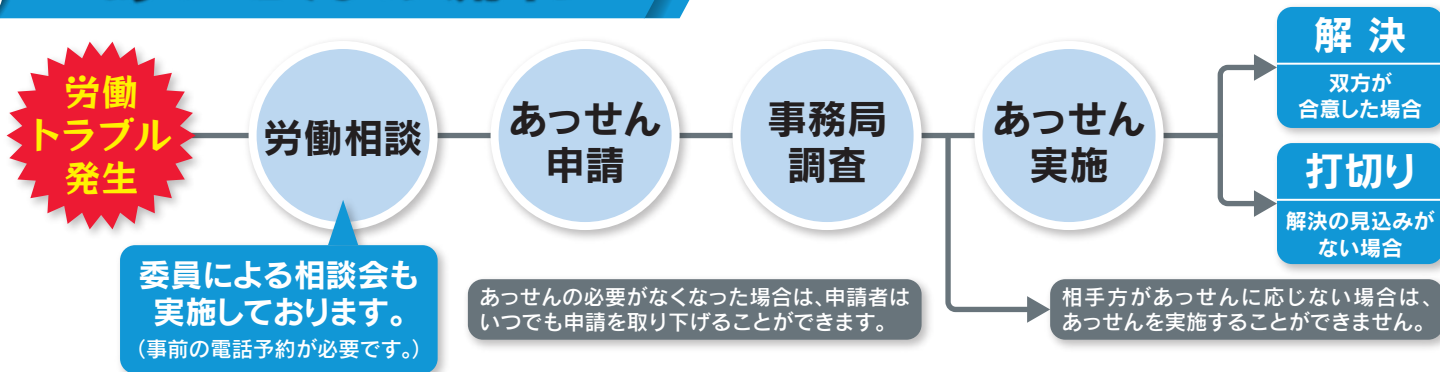 労働
トラブル
発生
労働相談
委員による相談会も
実施しております。
（事前の電話予約が必要です。）
あっせん
申請
事務局
調査
あっせんの必要がなくなった場合は、申請者は
いつでも申請を取り下げることができます。
あっせん
実施
相手方があっせんに応じない場合は、
あっせんを実施することができません。
解 決
双方が
合意した場合
打切り
解決の見込みが
ない場合